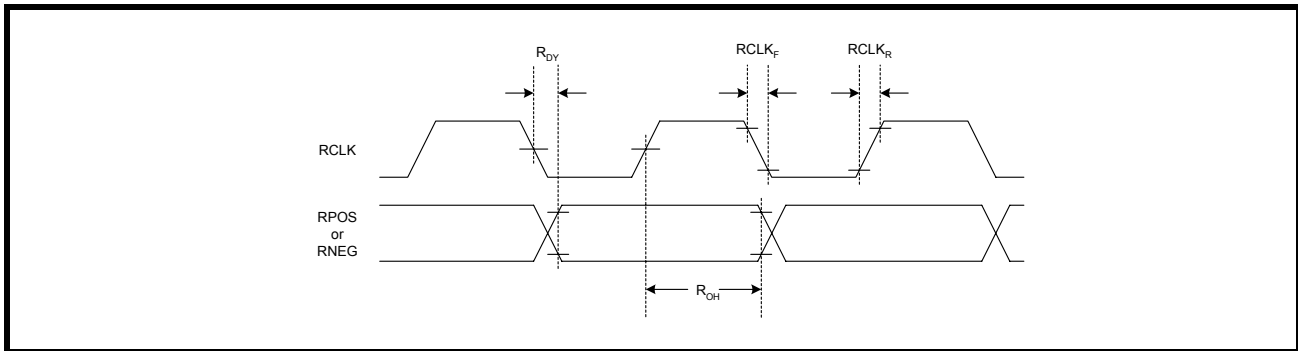 R_DY
RCLK_F
RCLK_R
RCLK
RPOS
or
RNEG
R_OH